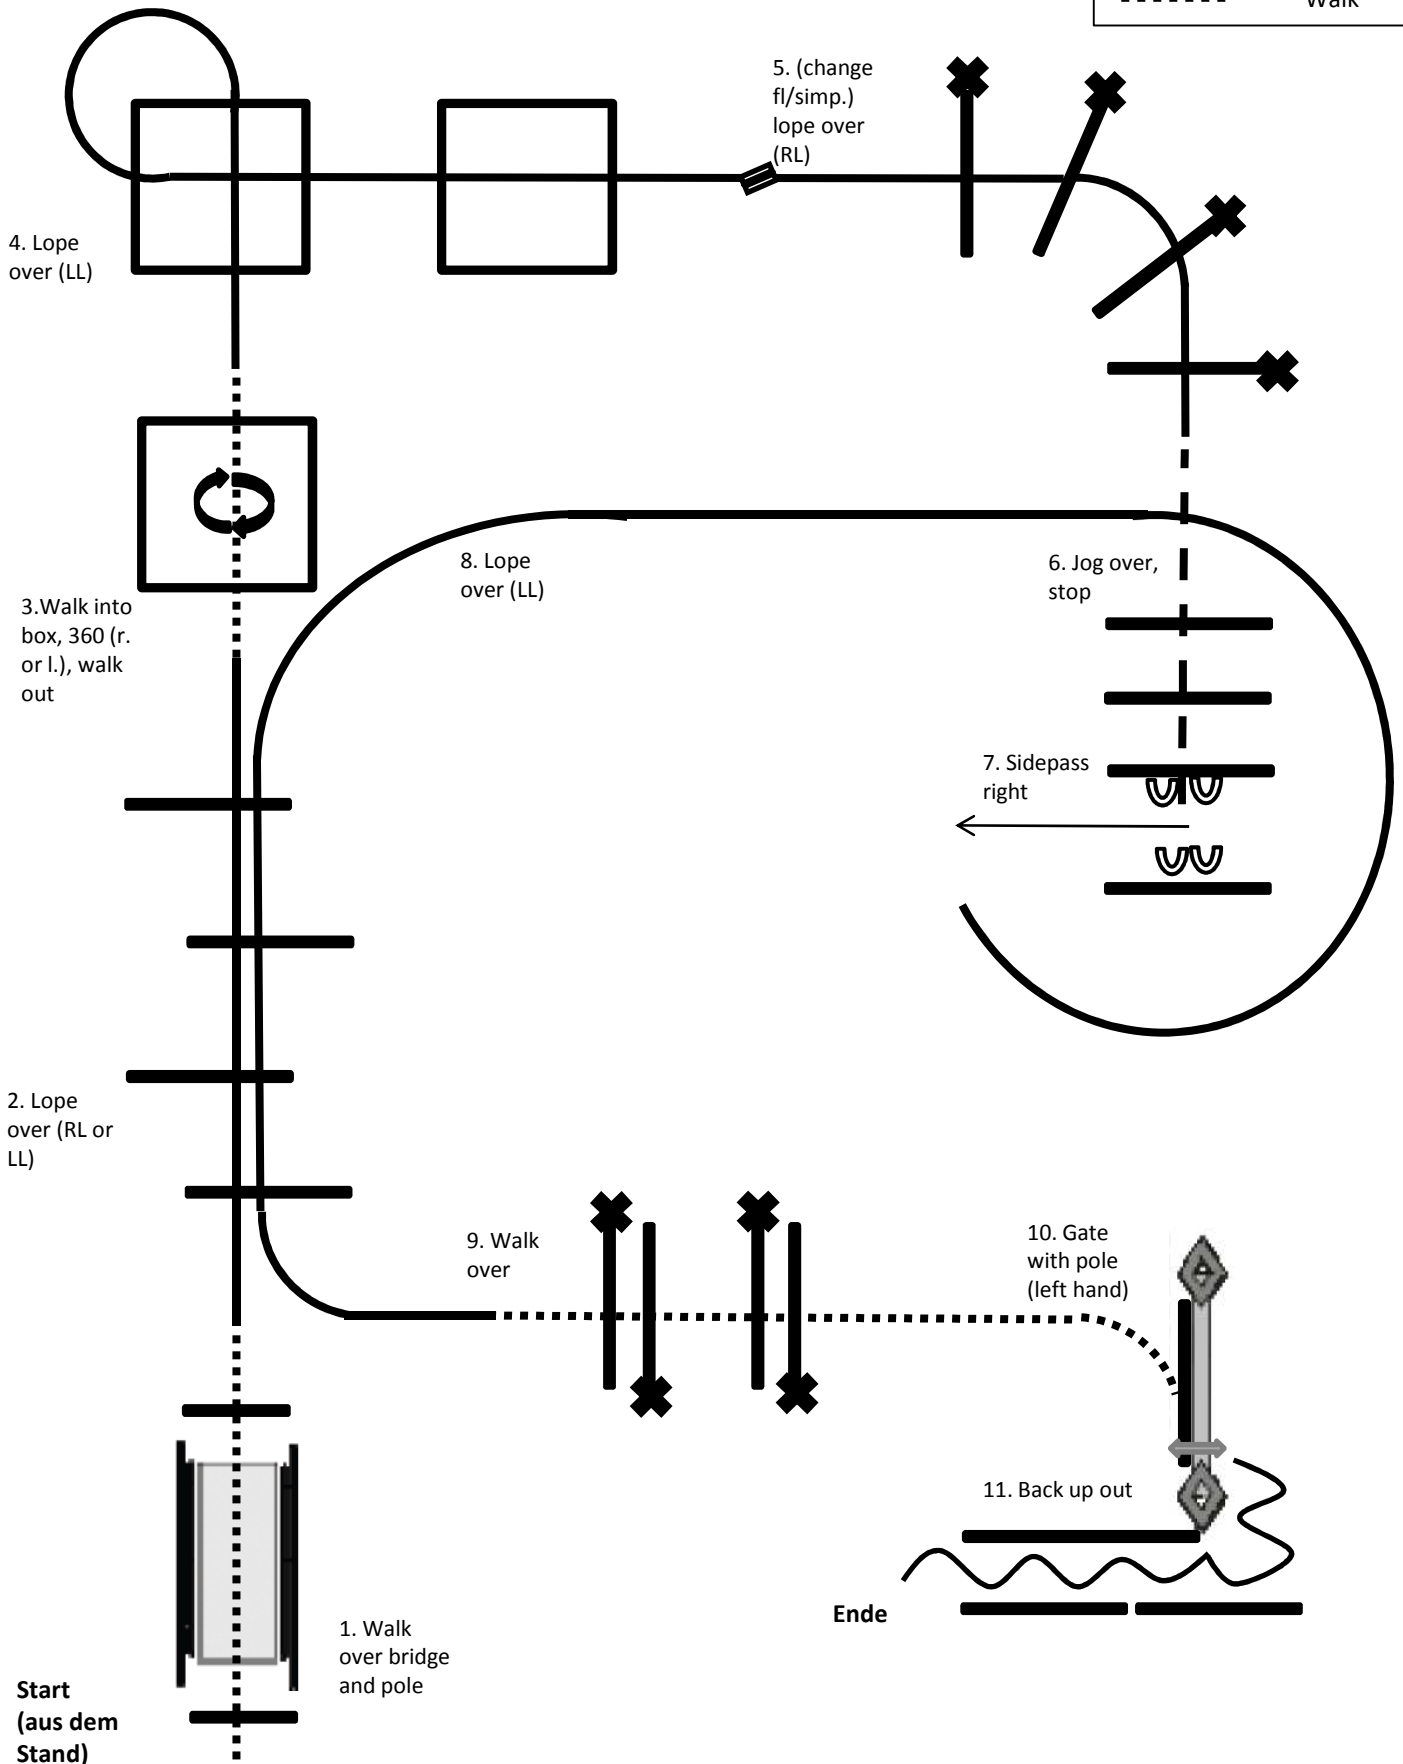 Walk
5. (change
fl/simp.)
lope over
(RL)
4. Lope
over (LL)
8. Lope
over (LL)
6. Jog over,
stop
3.Walk into
box, 360 (r.
or l.), walk
out
7. Sidepass
right
2. Lope
over (RL or
LL)
9. Walk
over
10. Gate
with pole
(left hand)
11. Back up out
Ende
1. Walk
over bridge
and pole
Start
(aus dem
Stand)